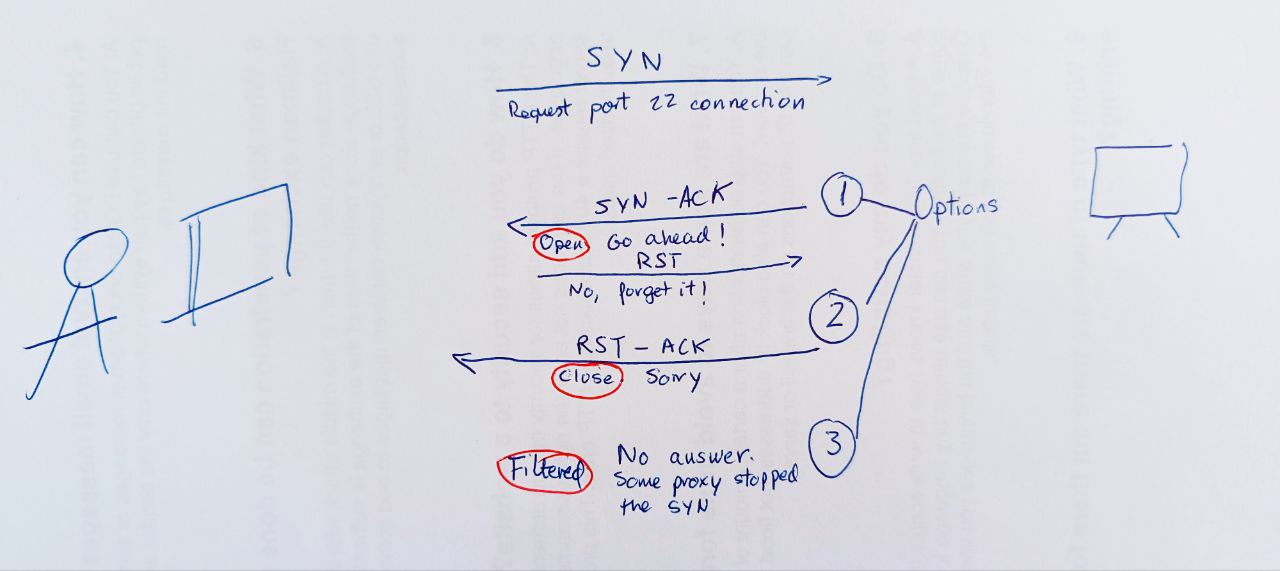 SYN
Request port 22 connection
SYN - ACK
1
Options
Open Go ahead!
RST
No, forget it!
2
RST - ACK
Close Sorry
3
Filtered No answer.
Some proxy stopped
the SYN